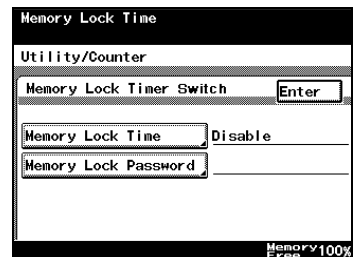 Memory Lock Time
Utility/Counter
Memory Lock Timer Switch
Enter
Memory Lock Time
Disable
Memory Lock Password
Memory Free 100%